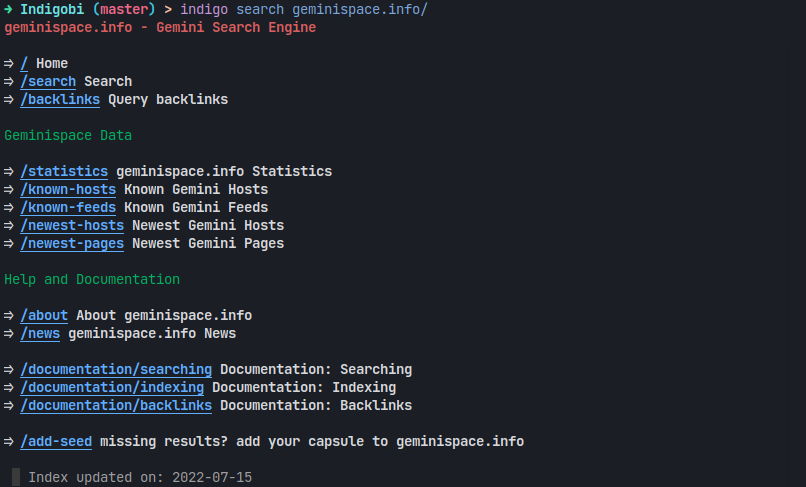 ➜ Indigobi (master) > indigo search geminispace.info/
geminispace.info - Gemini Search Engine
⇒ / Home
⇒ /search Search
⇒ /backlinks Query backlinks
Geminispace Data
⇒ /statistics geminispace.info Statistics
⇒ /known-hosts Known Gemini Hosts
⇒ /known-feeds Known Gemini Feeds
⇒ /newest-hosts Newest Gemini Hosts
⇒ /newest-pages Newest Gemini Pages
Help and Documentation
⇒ /about About geminispace.info
⇒ /news geminispace.info News
⇒ /documentation/searching Documentation: Searching
⇒ /documentation/indexing Documentation: Indexing
⇒ /documentation/backlinks Documentation: Backlinks
⇒ /add-seed missing results? add your capsule to geminispace.info
Index updated on: 2022-07-15